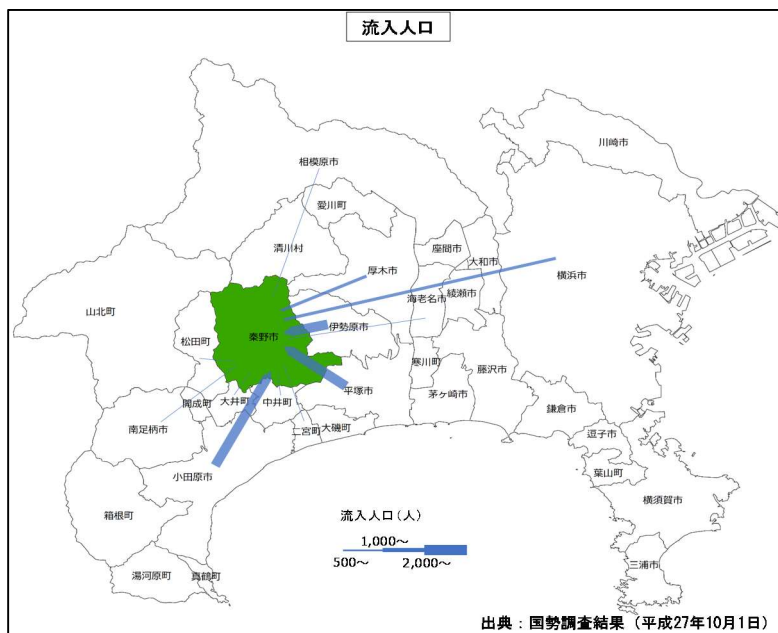 流入人口
川崎市
相模原市
愛川町
清川村
座間市
大和市
厚木市
横浜市
海老名市
綾瀬市
山北町
伊勢原市
秦野市
松田町
寒川町
藤沢市
平塚市
茅ヶ崎市
開成町
大井町
中井町
鎌倉市
南足柄市
二宮町
大磯町
逗子市
小田原市
葉山町
横須賀市
箱根町
流入人口(人)
1,000～
500～
2,000～
三浦市
湯河原町
真鶴町
出典：国勢調査結果（平成27年10月1日）